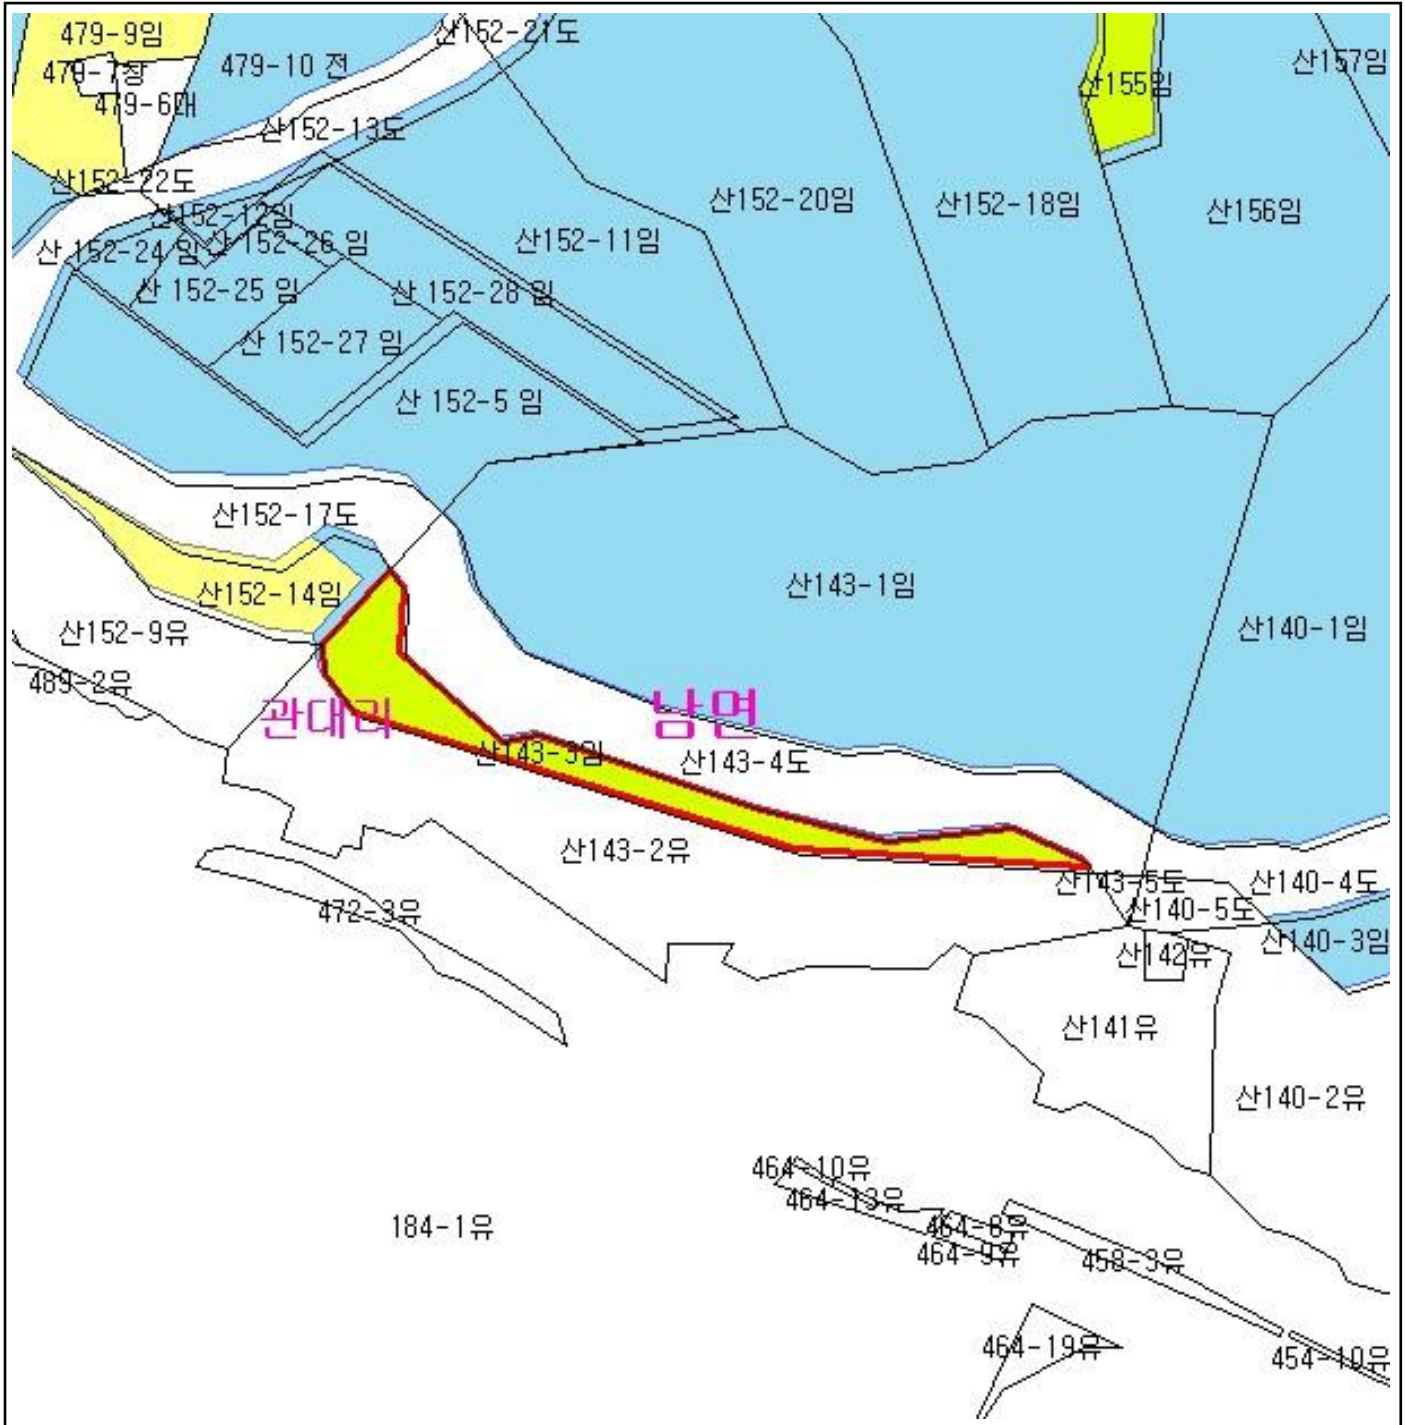 479-9임
산152-21도
479-7창
479-10 전
산157임
산155임
479-6대
산152-13도
산152-22도
산152-20임
산152-18임
산156임
산152-12임
산152-11임
산 152-24 임
산 152-26 임
산 152-25 임
산 152-28 임
산 152-27 임
산 152-5 임
산152-17도
산143-1임
산152-14임
산152-9유
산140-1임
489-2유
관대리
남면
산143-3임
산143-4도
산143-2유
산143-5도
산140-4도
472-3유
산140-5도
산142유
산140-3임
산141유
산140-2유
464-10유
464-13유
184-1유
464-8유
464-9유
458-3유
464-19유
454-10유